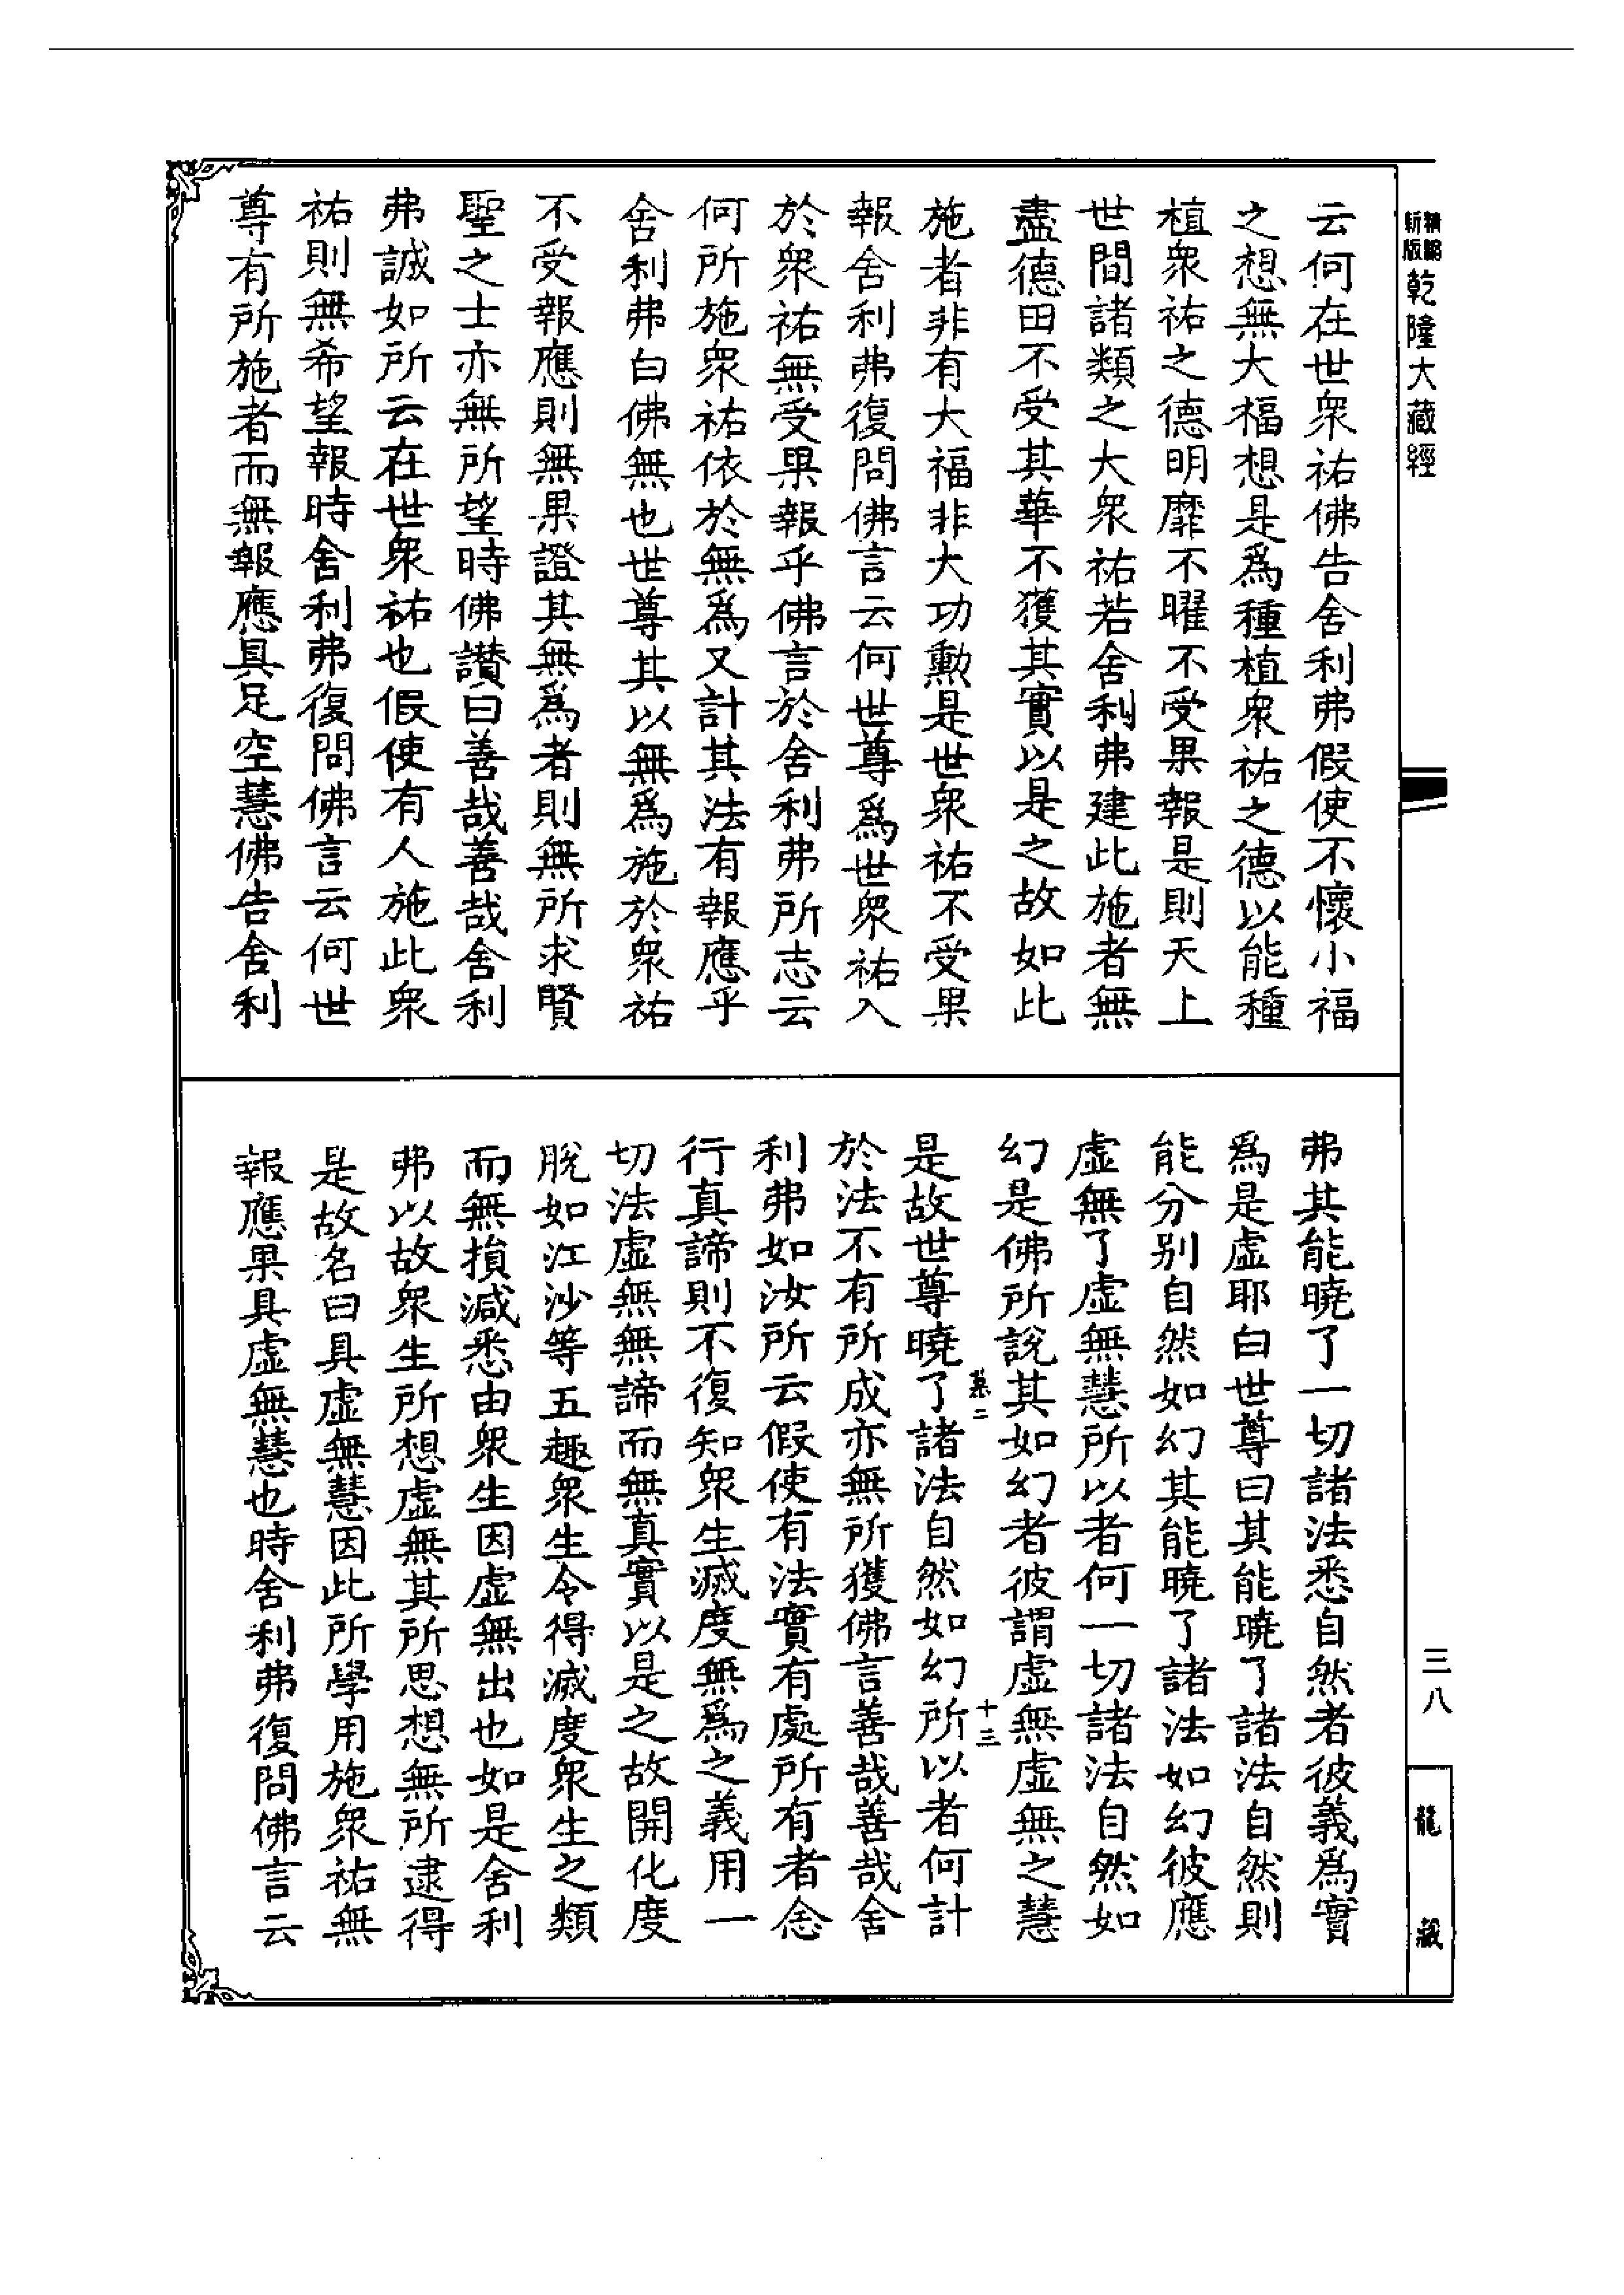 精縮新版
乾隆大藏經
三八
龍藏
云何在世眾祐佛告舍利弗假使不懷小福
之想無大福想是爲種植眾祐之德以能種
植眾祐之德明靡不曜不受果報是則天上
世間諸類之大眾祐若舍利弗建此施者無
盡德田不受其華不獲其實以是之故如此
施者非有大福非大功勳是世眾祐不受果
報舍利弗復問佛言云何世尊爲世眾祐入
於眾祐無受果報乎佛言於舍利弗所志云
何所施眾祐依於無爲又計其法有報應乎
舍利弗白佛無也世尊其以無爲施於眾祐
不受報應則無果證其無爲者則無所求賢
聖之士亦無所望時佛讚曰善哉善哉舍利
弗誠如所云在世眾祐也假使有人施此眾
祐則無希望報時舍利弗復問佛言云何世
尊有所施者而無報應具足空慧佛告舍利
弗其能曉了一切諸法悉自然者彼義爲實
爲是虛耶白世尊曰其能曉了諸法自然則
能分別自然如幻其能曉了諸法如幻彼應
虛無了虛無慧所以者何一切諸法自然如
幻是佛所說其如幻者彼謂虛無虛無之慧
是故世尊曉了諸法自然如幻所以者何計
於法不有所成亦無所獲佛言善哉善哉舍
利弗如汝所云假使有法實有處所有者念
行真諦則不復知眾生滅度無爲之義用一
切法虛無無諦而無真實以是之故開化度
脫如江沙等五趣眾生令得滅度眾生之類
而無損減悉由眾生因虛無出也如是舍利
弗以故眾生所想虛無其所思想無所逮得
是故名曰具虛無慧因此所學用施眾祐無
報應果具虛無慧也時舍利弗復問佛言云